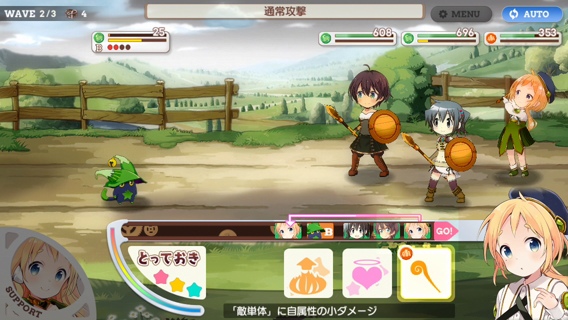 WAVE 2/3 4
通常攻撃
MENU
AUTO
25
B
608
696
353
B
GO!
とっておき
SUPPORT
「敵単体」に自属性の小ダメージ